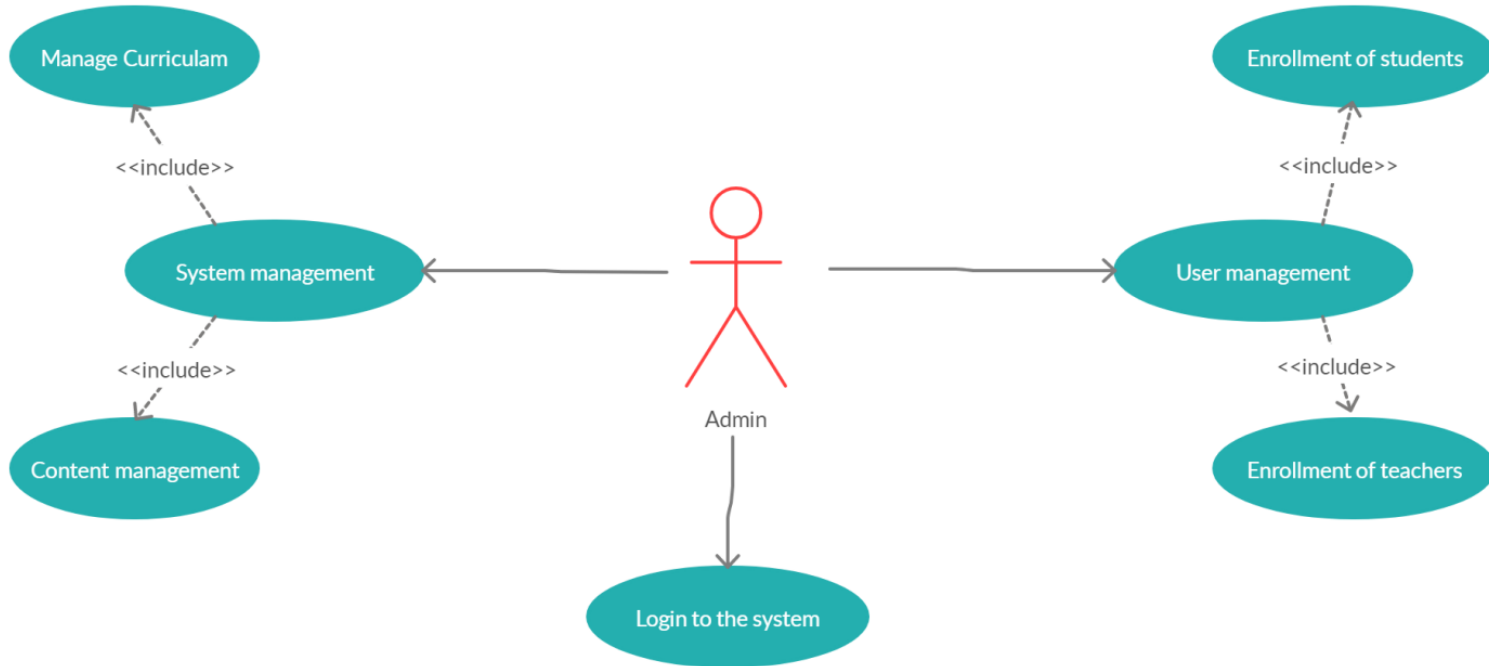 Manage Curriculam
Enrollment of students
<<include>>
<<include>>
System management
User management
<<include>>
<<include>>
Admin
Content management
Enrollment of teachers
Login to the system